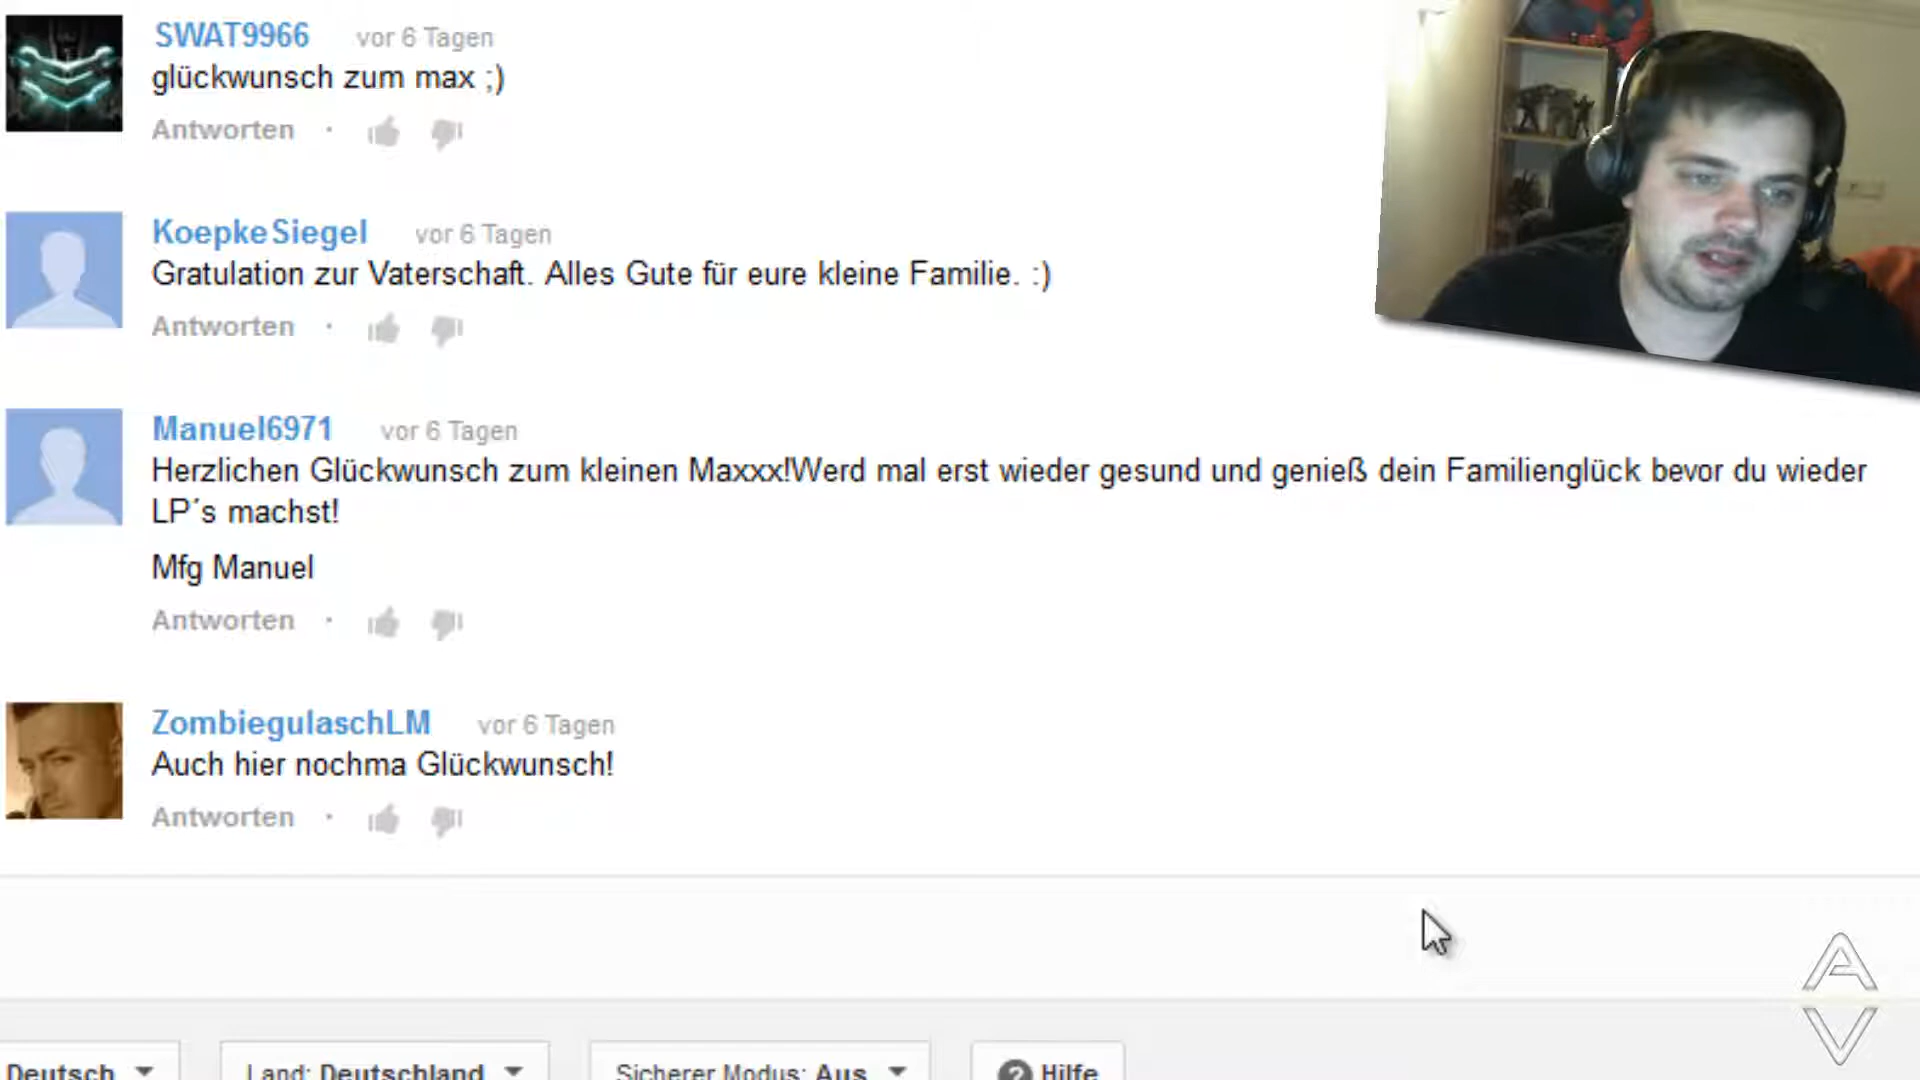 SWAT9966 vor 6 Tagen
glückwunsch zum max ;)
Antworten ·
KoepkeSiegel vor 6 Tagen
Gratulation zur Vaterschaft. Alles Gute für eure kleine Familie. :)
Antworten ·
Manuel6971 vor 6 Tagen
Herzlichen Glückwunsch zum kleinen Maxxx!Werd mal erst wieder gesund und genieß dein Familienglück bevor du wieder
LP´s machst!
Mfg Manuel
Antworten ·
ZombiegulaschLM vor 6 Tagen
Auch hier nochma Glückwunsch!
Antworten ·
Deutsch Land: Deutschland Sicherer Modus: Aus ? Hilfe